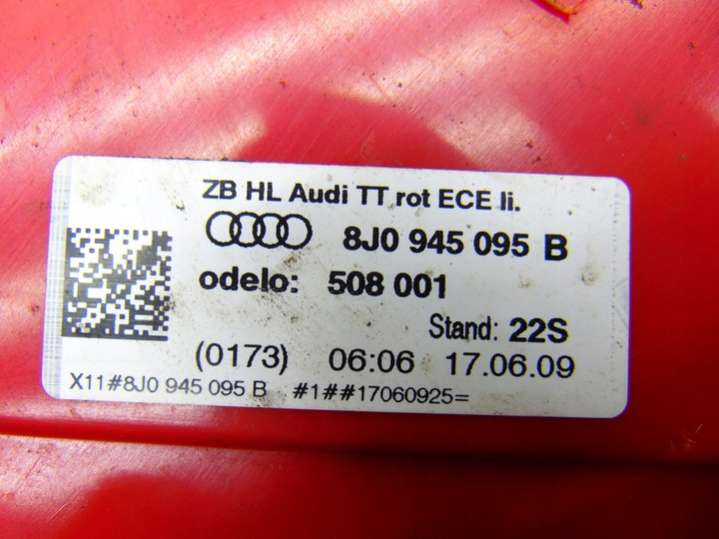 ZB HL Audi TT rot ECE li.
8J0 945 095 B
odelo: 508 001
Stand: 22S
(0173) 06:06 17.06.09
X11#8J0 945 095 B #1##17060925=